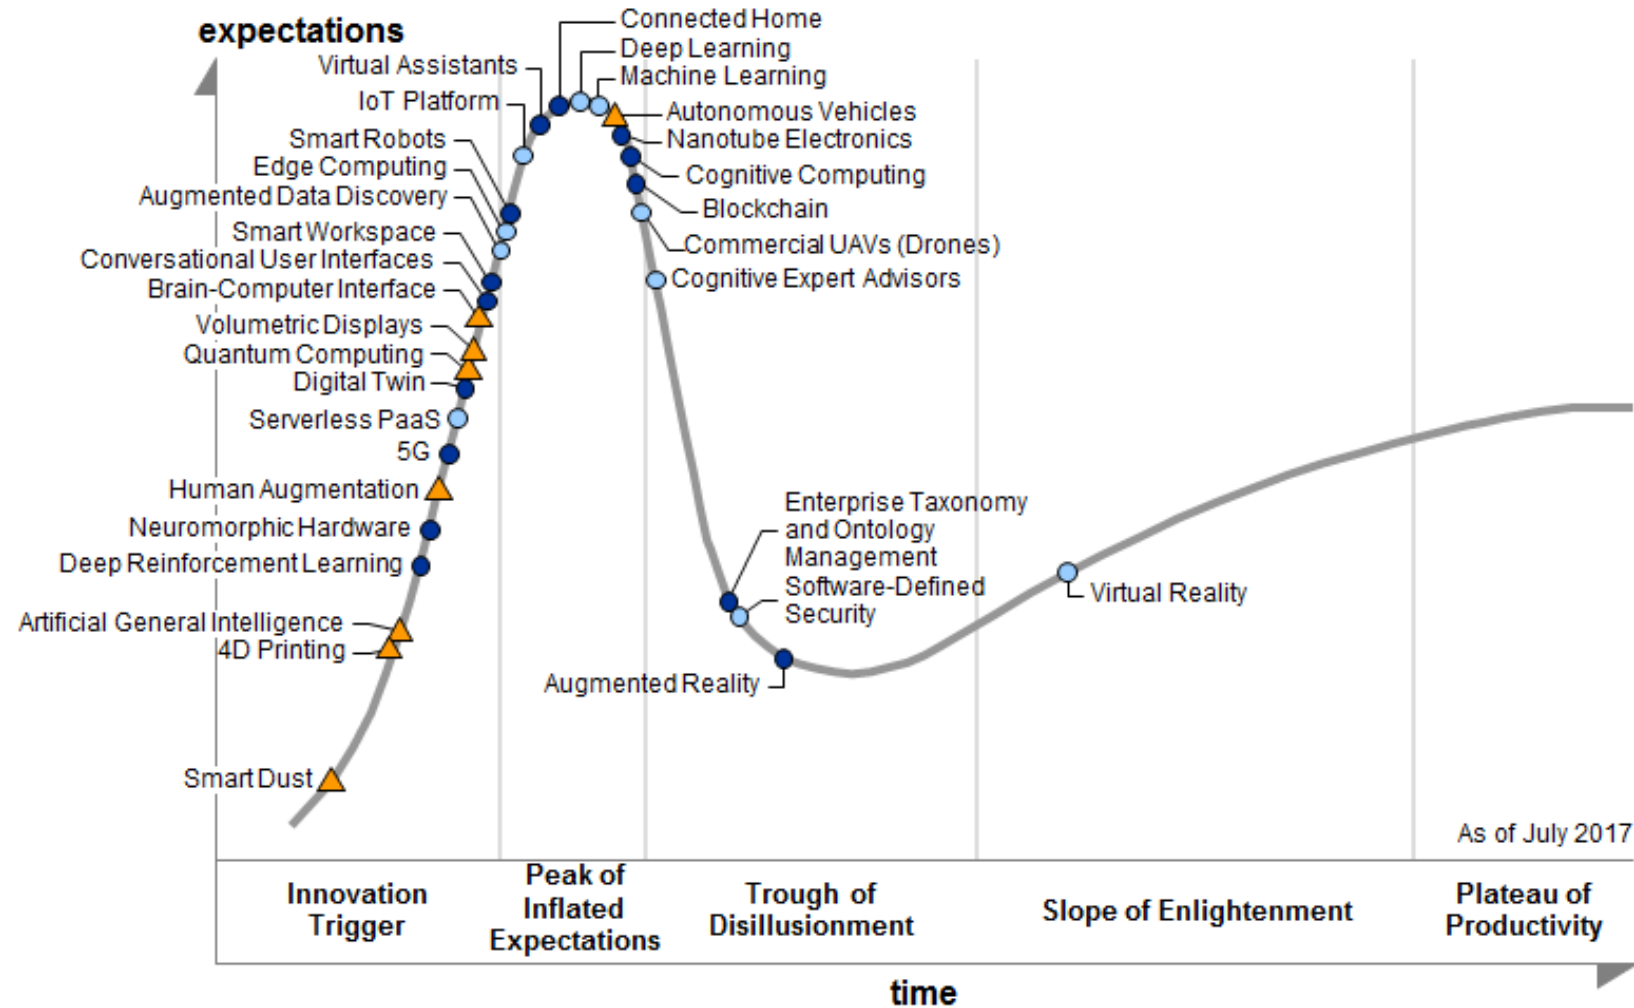 expectations
Connected Home
Deep Learning
Virtual Assistants
Machine Learning
IoT Platform
Autonomous Vehicles
Smart Robots
Nanotube Electronics
Edge Computing
Cognitive Computing
Augmented Data Discovery
Blockchain
Smart Workspace
Commercial UAVs (Drones)
Conversational User Interfaces
Cognitive Expert Advisors
Brain-Computer Interface
Volumetric Displays
Quantum Computing
Digital Twin
Serverless PaaS
5G
Human Augmentation
Neuromorphic Hardware
Deep Reinforcement Learning
Artificial General Intelligence
4D Printing
Smart Dust
Enterprise Taxonomy
and Ontology
Management
Software-Defined
Security
Augmented Reality
Virtual Reality
As of July 2017
Innovation
Trigger
Peak of
Inflated
Expectations
Trough of
Disillusionment
Slope of Enlightenment
Plateau of
Productivity
time